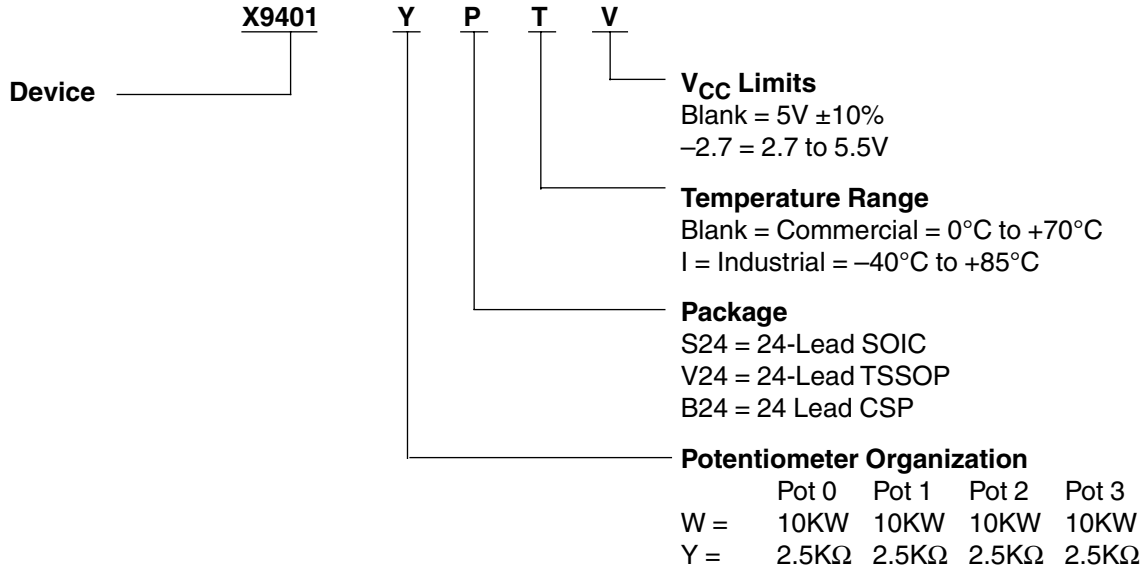 X9401 Y P T V
Device
VCC Limits
Blank = 5V ±10%
–2.7 = 2.7 to 5.5V
Temperature Range
Blank = Commercial = 0°C to +70°C
I = Industrial = –40°C to +85°C
Package
S24 = 24-Lead SOIC
V24 = 24-Lead TSSOP
B24 = 24 Lead CSP
Potentiometer Organization
Pot 0 Pot 1 Pot 2 Pot 3
W = 10KW 10KW 10KW 10KW
Y = 2.5KΩ 2.5KΩ 2.5KΩ 2.5KΩ